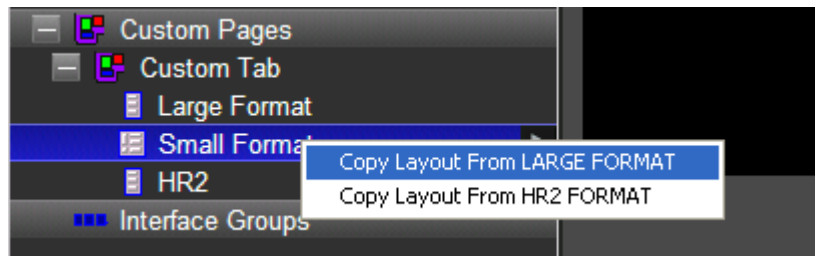 Custom Pages
Custom Tab
Large Format
Small Forma
Copy Layout From LARGE FORMAT
HR2
Copy Layout From HR2 FORMAT
Interface Groups